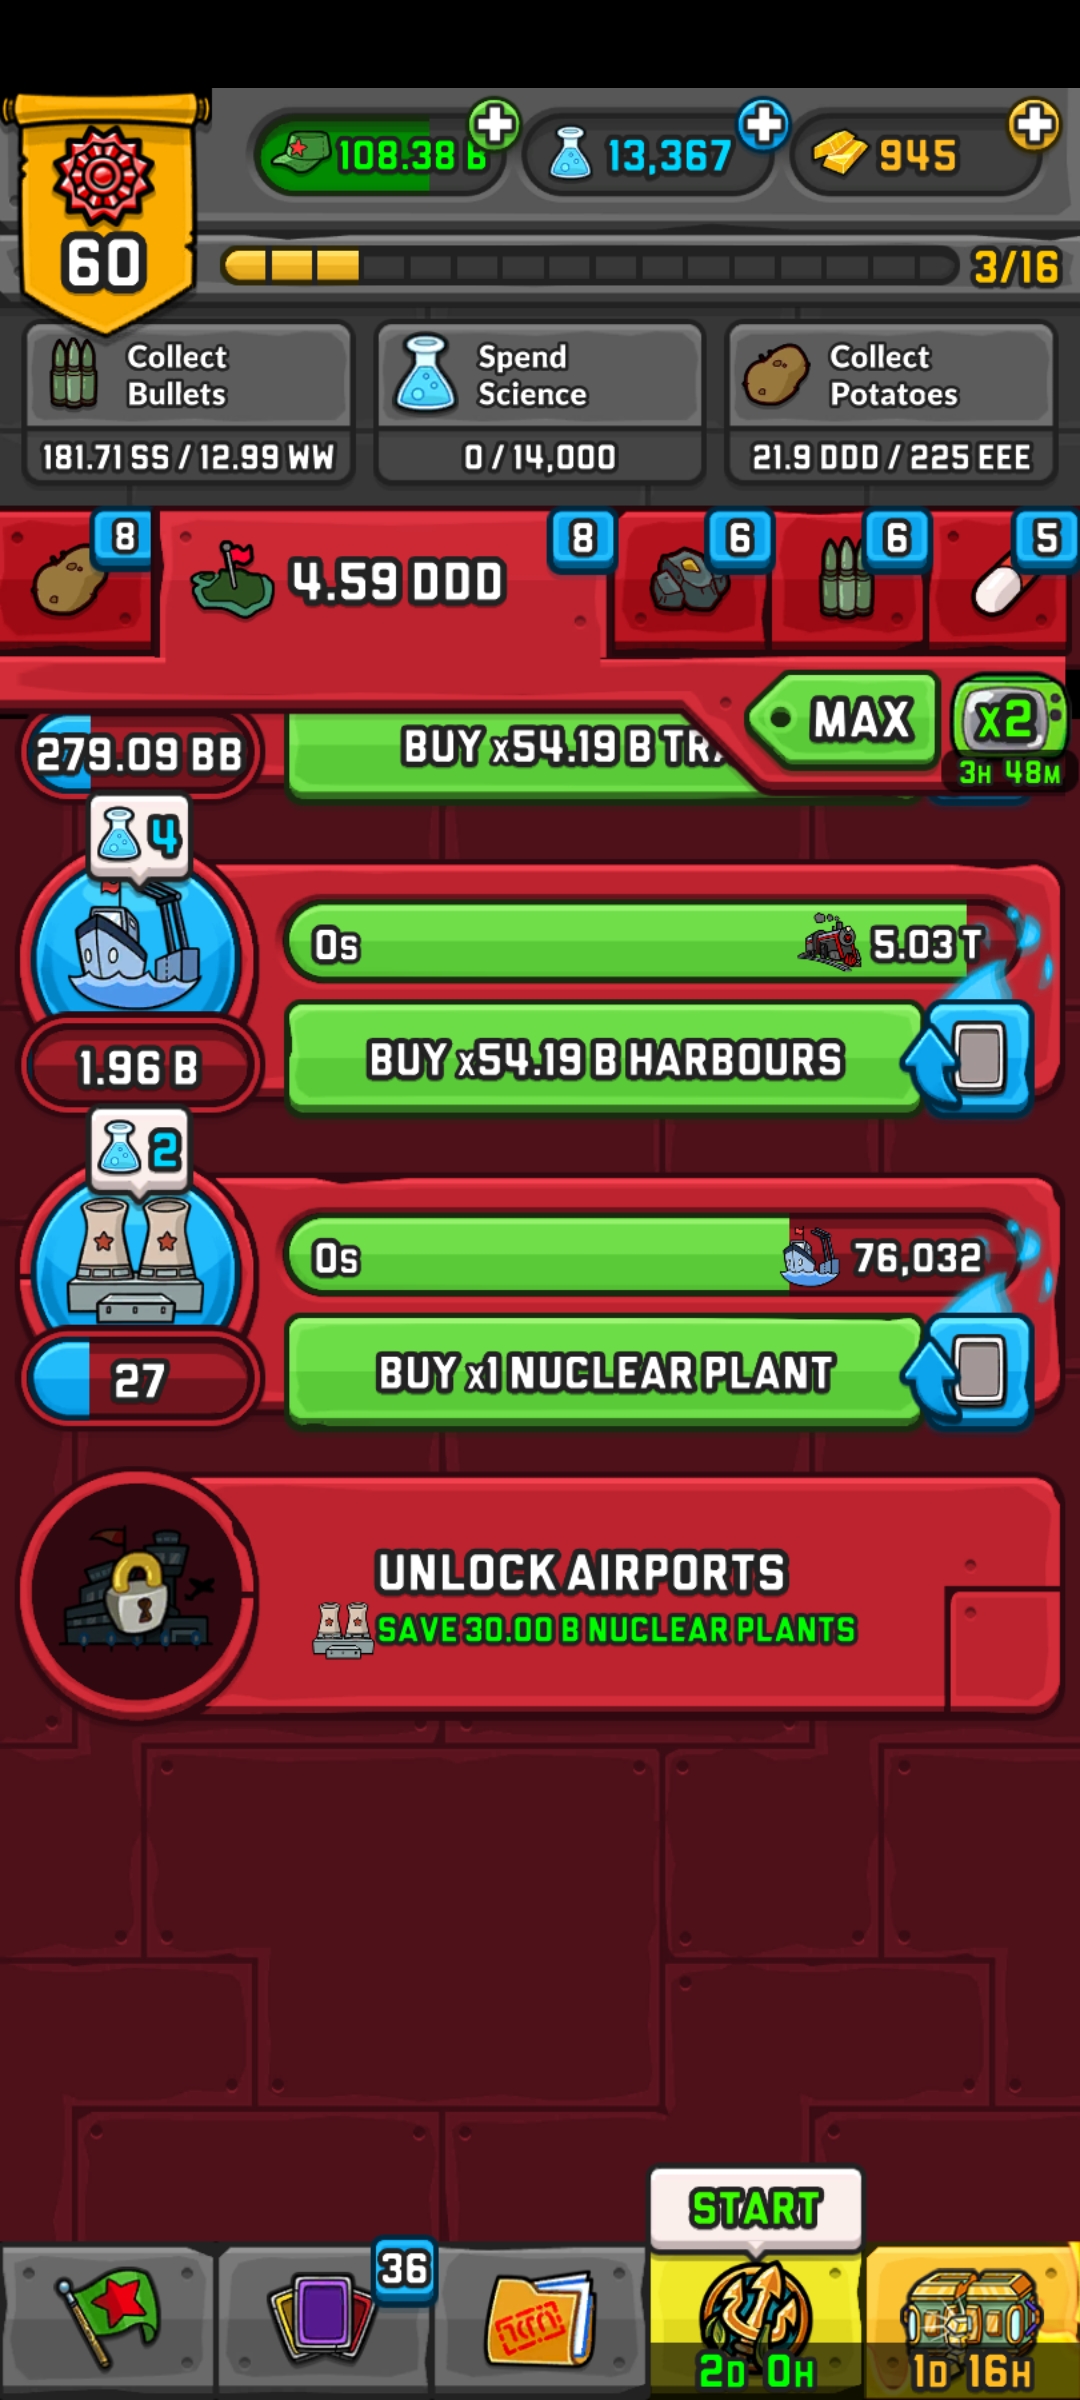 108.38 B
13,367
945
60
3/16
Collect
Bullets
181.71 SS / 12.99 WW
Spend
Science
0 / 14,000
Collect
Potatoes
21.9 DDD / 225 EEE
8
4.59 DDD
8
6
6
5
MAX
x2
3H 48M
279.09 BB
BUY x54.19 B
4
0s
5.03 T
1.96 B
BUY x54.19 B HARBOURS
2
0s
76,032
27
BUY x1 NUCLEAR PLANT
UNLOCK AIRPORTS
SAVE 30.00 B NUCLEAR PLANTS
START
36
2D 0H
1D 16H